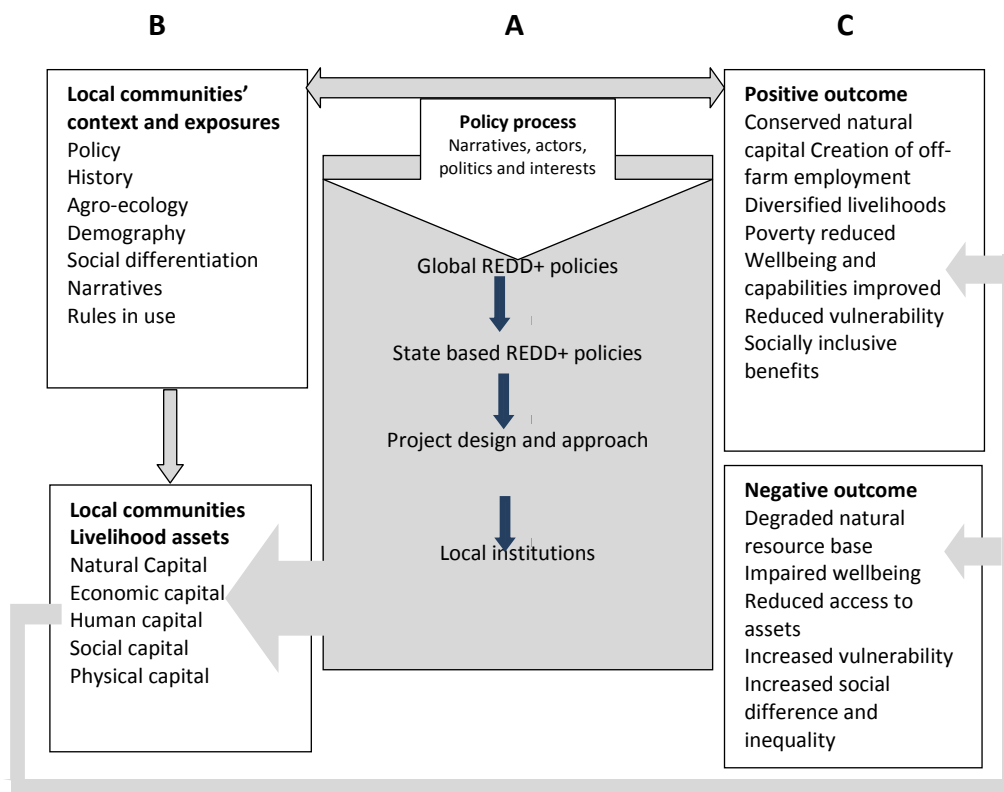 B
A
C
Local communities’
context and exposures
Policy
History
Agro-ecology
Demography
Social differentiation
Narratives
Rules in use
Local communities
Livelihood assets
Natural Capital
Economic capital
Human capital
Social capital
Physical capital
Policy process
Narratives, actors,
politics and interests
Global REDD+ policies
State based REDD+ policies
Project design and approach
Local institutions
Positive outcome
Conserved natural
capital Creation of off-
farm employment
Diversified livelihoods
Poverty reduced
Wellbeing and
capabilities improved
Reduced vulnerability
Socially inclusive
benefits
Negative outcome
Degraded natural
resource base
Impaired wellbeing
Reduced access to
assets
Increased vulnerability
Increased social
difference and
inequality